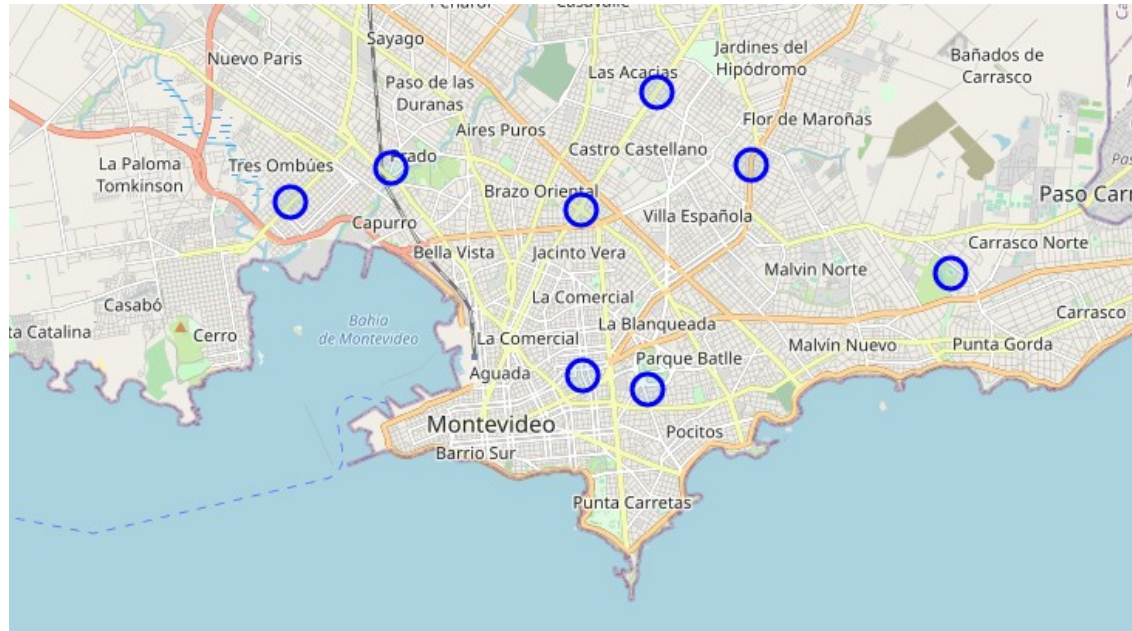 Sayago
Nuevo Paris
Jardines del
Hipódromo
Bañados de
Carrasco
Las Acacias
Paso de las
Duranas
Flor de Maroñas
Aires Puros
La Paloma
Tomkinson
Tres Ombúes
Prado
Castro Castellano
Brazo Oriental
Villa Española
Capurro
Carrasco Norte
Bella Vista
Jacinto Vera
Malvin Norte
Casabó
La Comercial
Carrasco
Bahia
de Montevideo
La Blanqueada
Cerro
La Comercial
Malvín Nuevo
Punta Gorda
Parque Batlle
Aguada
Montevideo
Pocitos
Barrio Sur
Punta Carretas